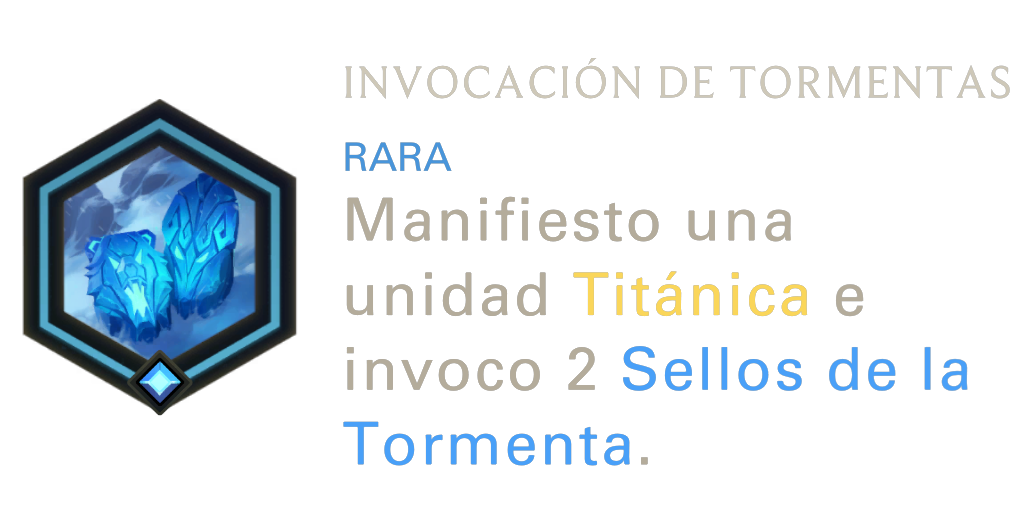 INVOCACIÓN DE TORMENTAS
RARA
Manifiesto una
unidad Titánica e
invoco 2 Sellos de la
Tormenta.